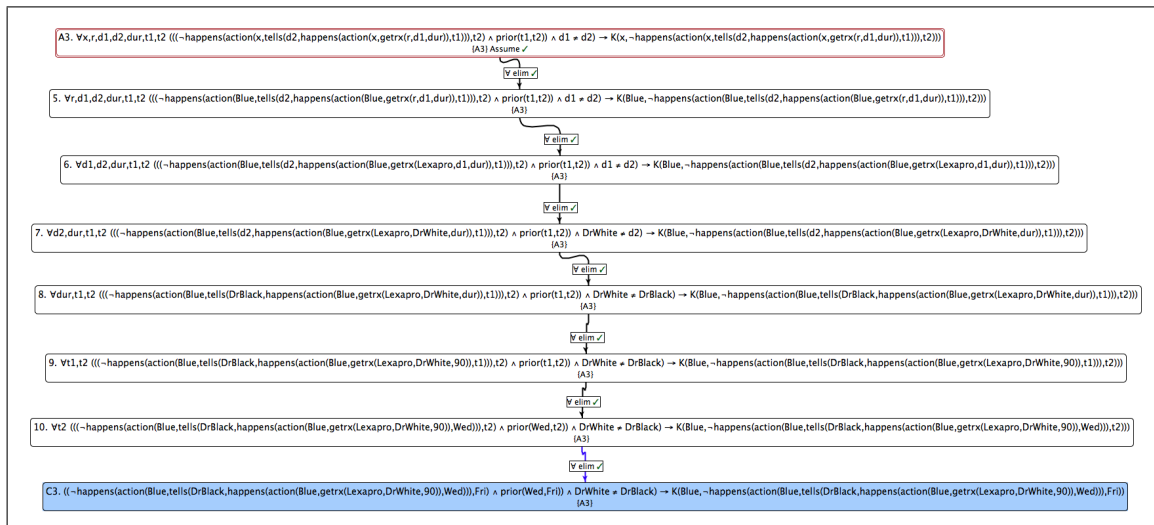 A3. ∀x,r,d1,d2,dur,t1,t2 (((¬happens(action(x,tells(d2,happens(action(x,getrx(r,d1,dur)),t1))),t2) ∧ prior(t1,t2)) ∧ d1 ≠ d2) → K(x,¬happens(action(x,tells(d2,happens(action(x,getrx(r,d1,dur)),t1))),t2)))
{A3} Assume ✓
∀ elim ✓
5. ∀r,d1,d2,dur,t1,t2 (((¬happens(action(Blue,tells(d2,happens(action(Blue,getrx(r,d1,dur)),t1))),t2) ∧ prior(t1,t2)) ∧ d1 ≠ d2) → K(Blue,¬happens(action(Blue,tells(d2,happens(action(Blue,getrx(r,d1,dur)),t1))),t2)))
{A3}
∀ elim ✓
6. ∀d1,d2,dur,t1,t2 (((¬happens(action(Blue,tells(d2,happens(action(Blue,getrx(Lexapro,d1,dur)),t1))),t2) ∧ prior(t1,t2)) ∧ d1 ≠ d2) → K(Blue,¬happens(action(Blue,tells(d2,happens(action(Blue,getrx(Lexapro,d1,dur)),t1))),t2)))
{A3}
∀ elim ✓
7. ∀d2,dur,t1,t2 (((¬happens(action(Blue,tells(d2,happens(action(Blue,getrx(Lexapro,DrWhite,dur)),t1))),t2) ∧ prior(t1,t2)) ∧ DrWhite ≠ d2) → K(Blue,¬happens(action(Blue,tells(d2,happens(action(Blue,getrx(Lexapro,DrWhite,dur)),t1))),t2)))
{A3}
∀ elim ✓
8. ∀dur,t1,t2 (((¬happens(action(Blue,tells(DrBlack,happens(action(Blue,getrx(Lexapro,DrWhite,dur)),t1))),t2) ∧ prior(t1,t2)) ∧ DrWhite ≠ DrBlack) → K(Blue,¬happens(action(Blue,tells(DrBlack,happens(action(Blue,getrx(Lexapro,DrWhite,dur)),t1))),t2)))
{A3}
∀ elim ✓
9. ∀t1,t2 (((¬happens(action(Blue,tells(DrBlack,happens(action(Blue,getrx(Lexapro,DrWhite,90)),t1))),t2) ∧ prior(t1,t2)) ∧ DrWhite ≠ DrBlack) → K(Blue,¬happens(action(Blue,tells(DrBlack,happens(action(Blue,getrx(Lexapro,DrWhite,90)),t1))),t2)))
{A3}
∀ elim ✓
10. ∀t2 (((¬happens(action(Blue,tells(DrBlack,happens(action(Blue,getrx(Lexapro,DrWhite,90)),Wed))),t2) ∧ prior(Wed,t2)) ∧ DrWhite ≠ DrBlack) → K(Blue,¬happens(action(Blue,tells(DrBlack,happens(action(Blue,getrx(Lexapro,DrWhite,90)),Wed))),t2)))
{A3}
∀ elim ✓
C3. ((¬happens(action(Blue,tells(DrBlack,happens(action(Blue,getrx(Lexapro,DrWhite,90)),Wed))),Fri) ∧ prior(Wed,Fri)) ∧ DrWhite ≠ DrBlack) → K(Blue,¬happens(action(Blue,tells(DrBlack,happens(action(Blue,getrx(Lexapro,DrWhite,90)),Wed))),Fri))
{A3}